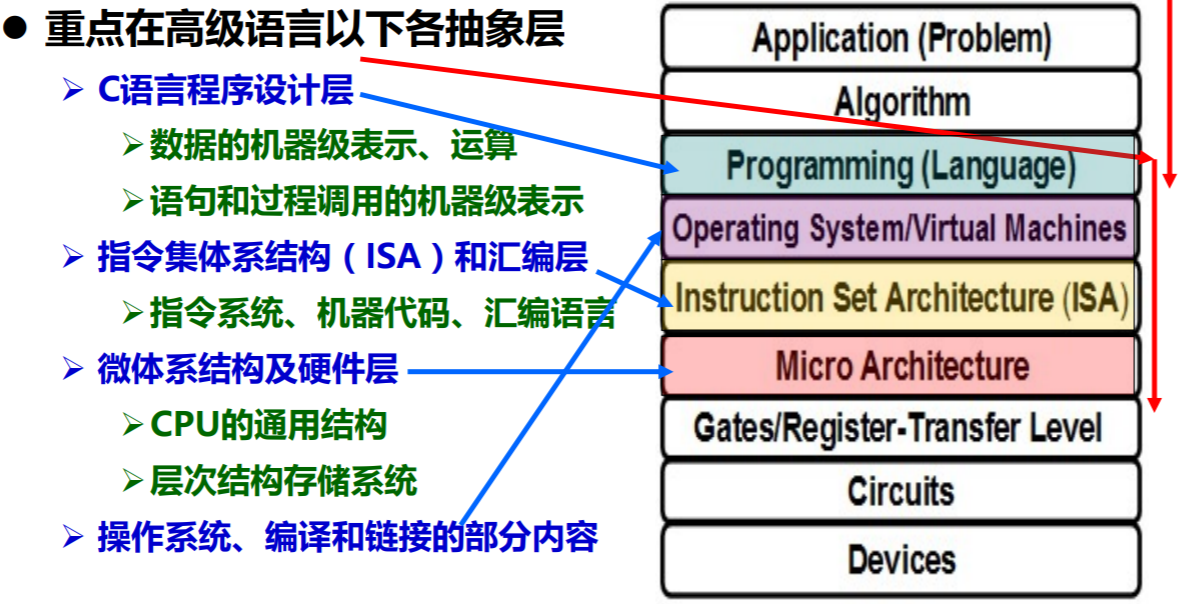 ● 重点在高级语言以下各抽象层
➢ C语言程序设计层
➢数据的机器级表示、运算
➢语句和过程调用的机器级表示
➢ 指令集体系结构（ISA）和汇编层
➢指令系统、机器代码、汇编语言
➢ 微体系结构及硬件层
➢CPU的通用结构
➢层次结构存储系统
➢ 操作系统、编译和链接的部分内容
Application (Problem)
Algorithm
Programming (Language)
Operating System/Virtual Machines
Instruction Set Architecture (ISA)
Micro Architecture
Gates/Register-Transfer Level
Circuits
Devices